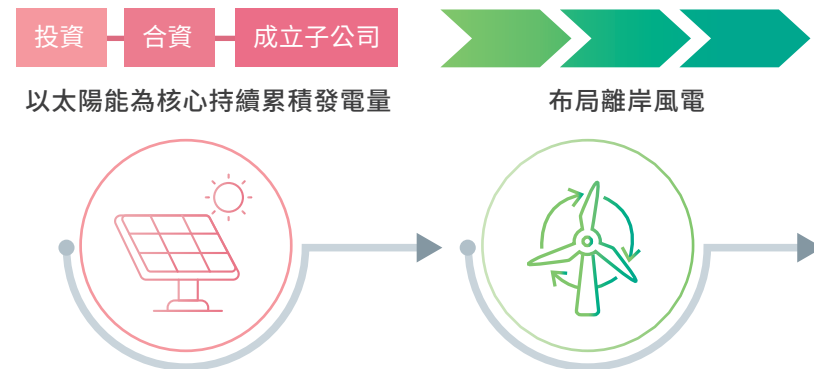 投資
合資
成立子公司
以太陽能為核心持續累積發電量
布局離岸風電